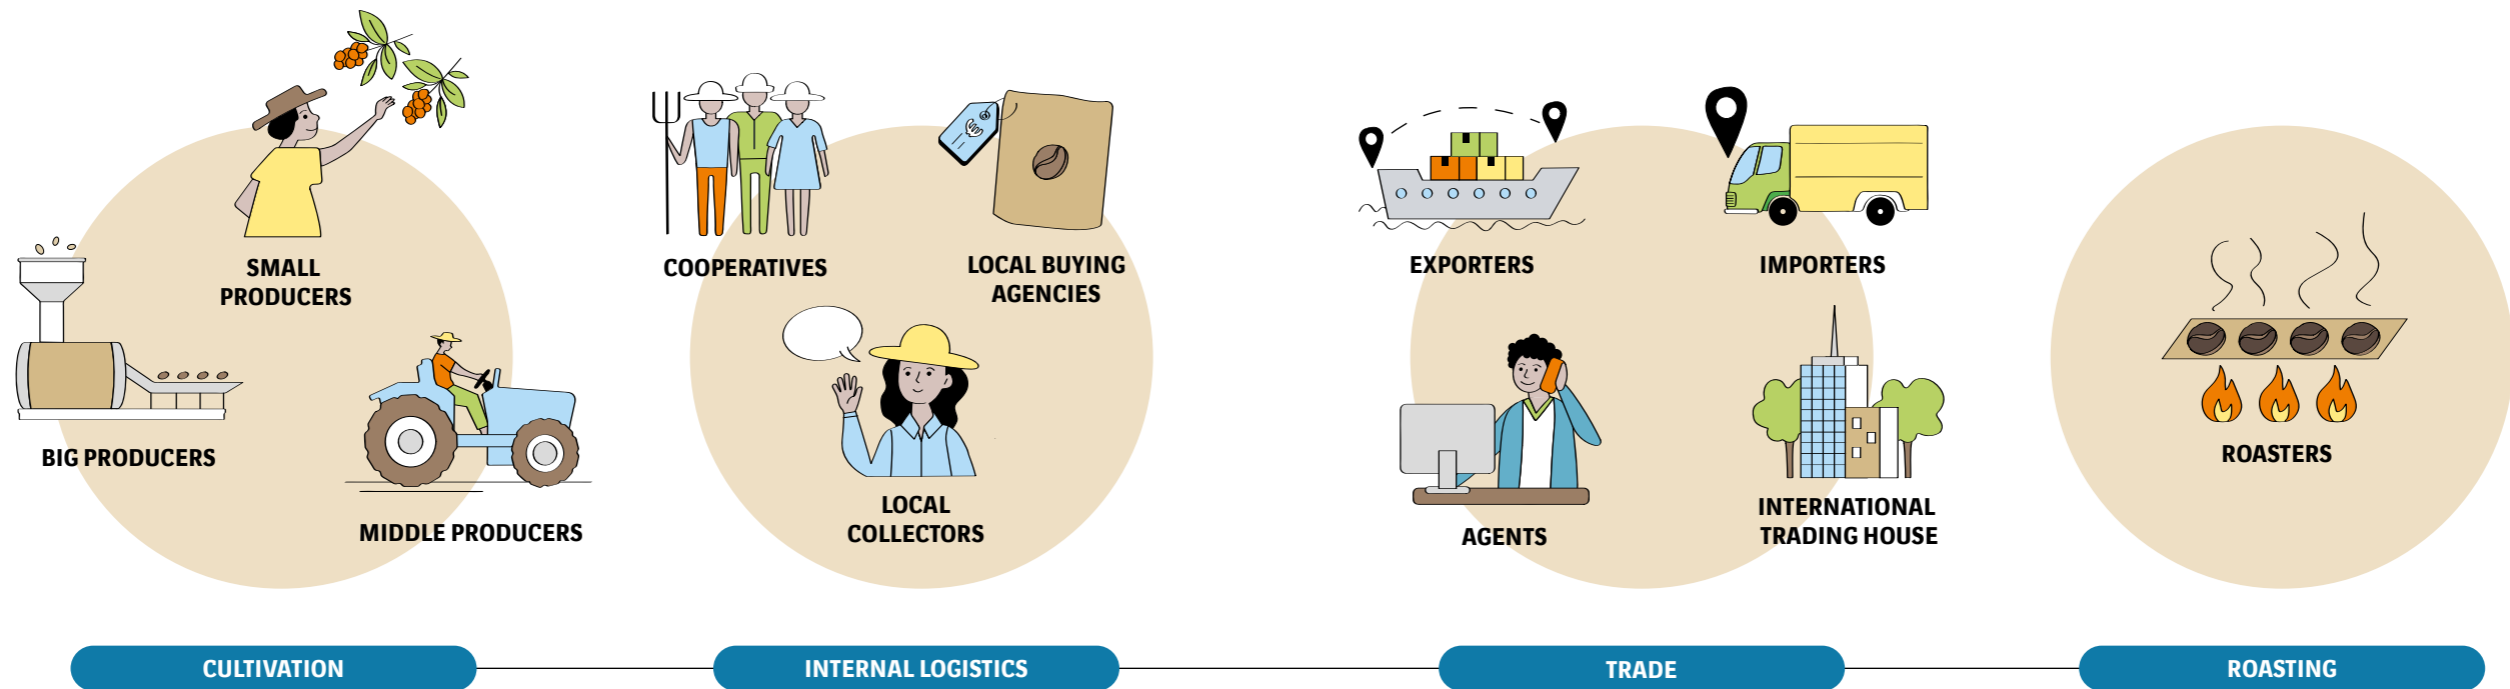 SMALL
PRODUCERS
BIG PRODUCERS
MIDDLE PRODUCERS
COOPERATIVES
LOCAL BUYING
AGENCIES
LOCAL
COLLECTORS
EXPORTERS
IMPORTERS
AGENTS
INTERNATIONAL
TRADING HOUSE
ROASTERS
CULTIVATION
INTERNAL LOGISTICS
TRADE
ROASTING